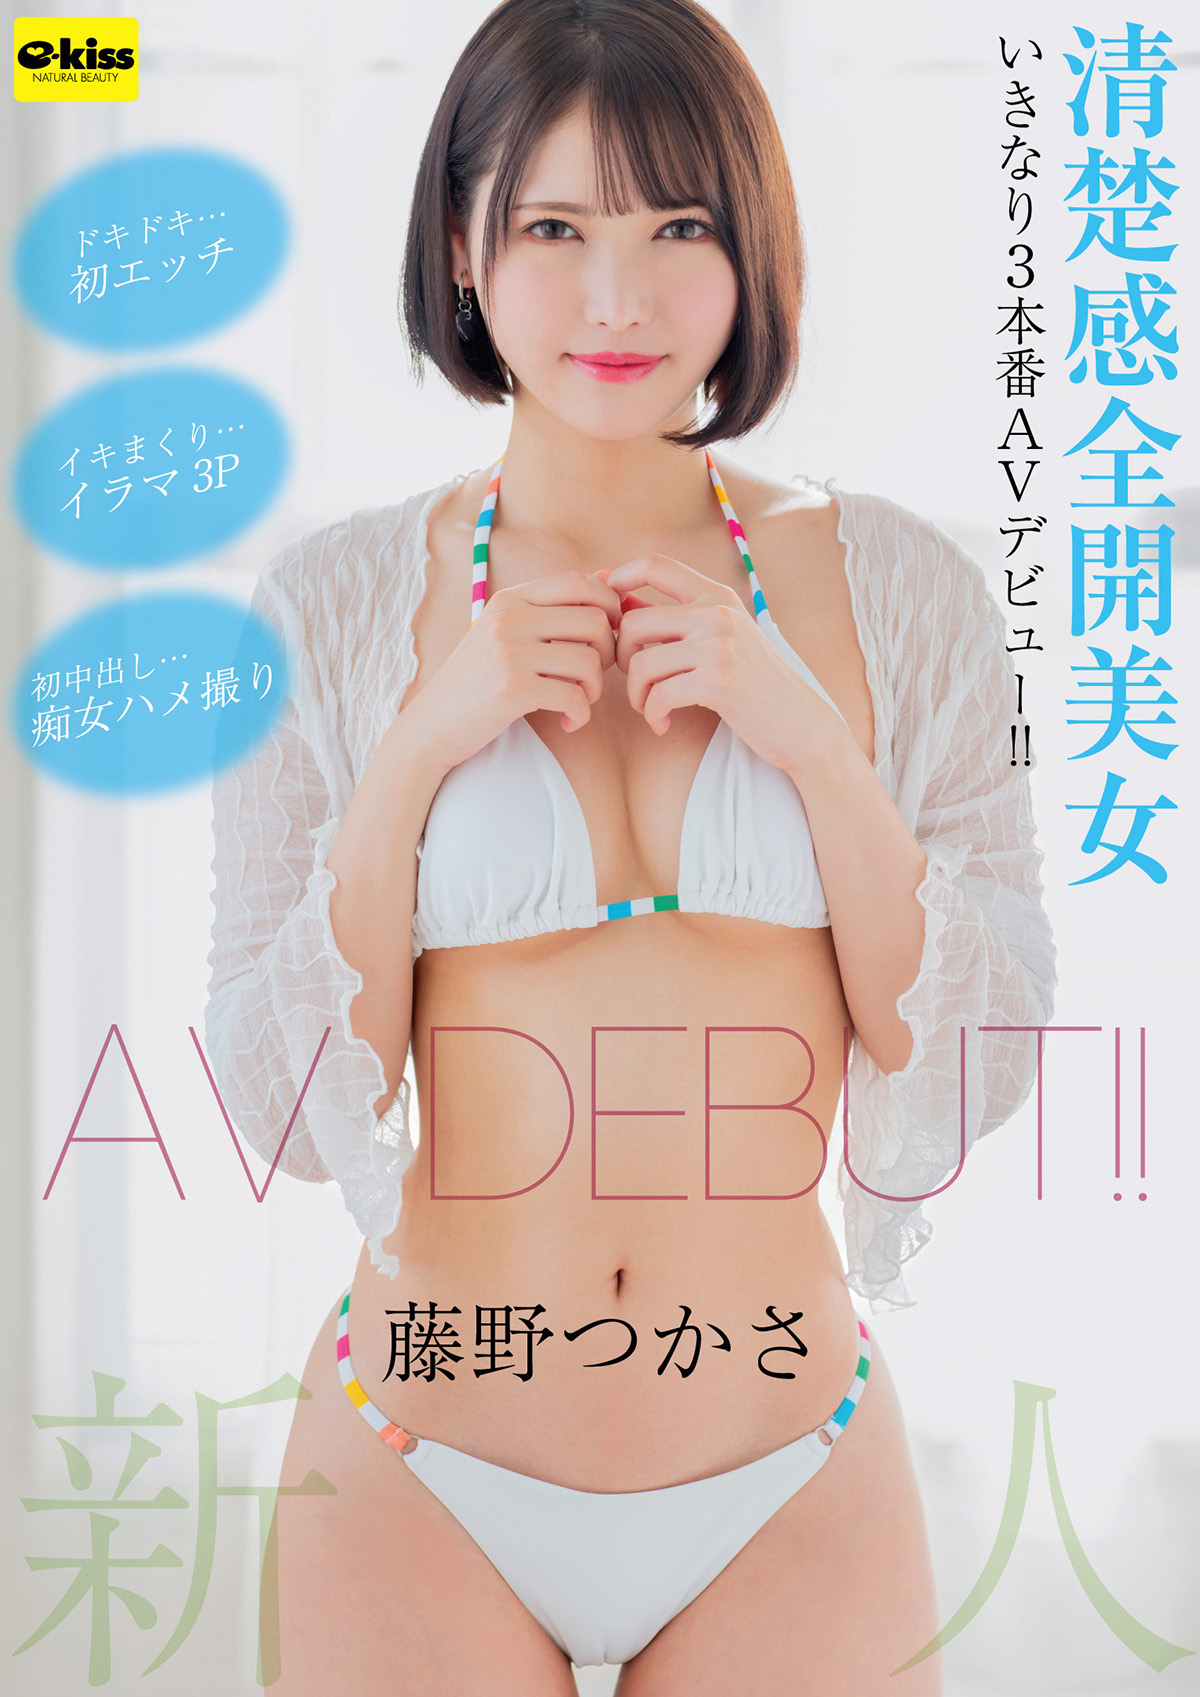 e-kiss
NATURAL BEAUTY
清楚感全開美女
いきなり3本番AVデビュー!!
ドキドキ…
初エッチ
イキまくり…
イラマ3P
初中出し…
痴女ハメ撮り
AV DEBUT!!
藤野つかさ
新人